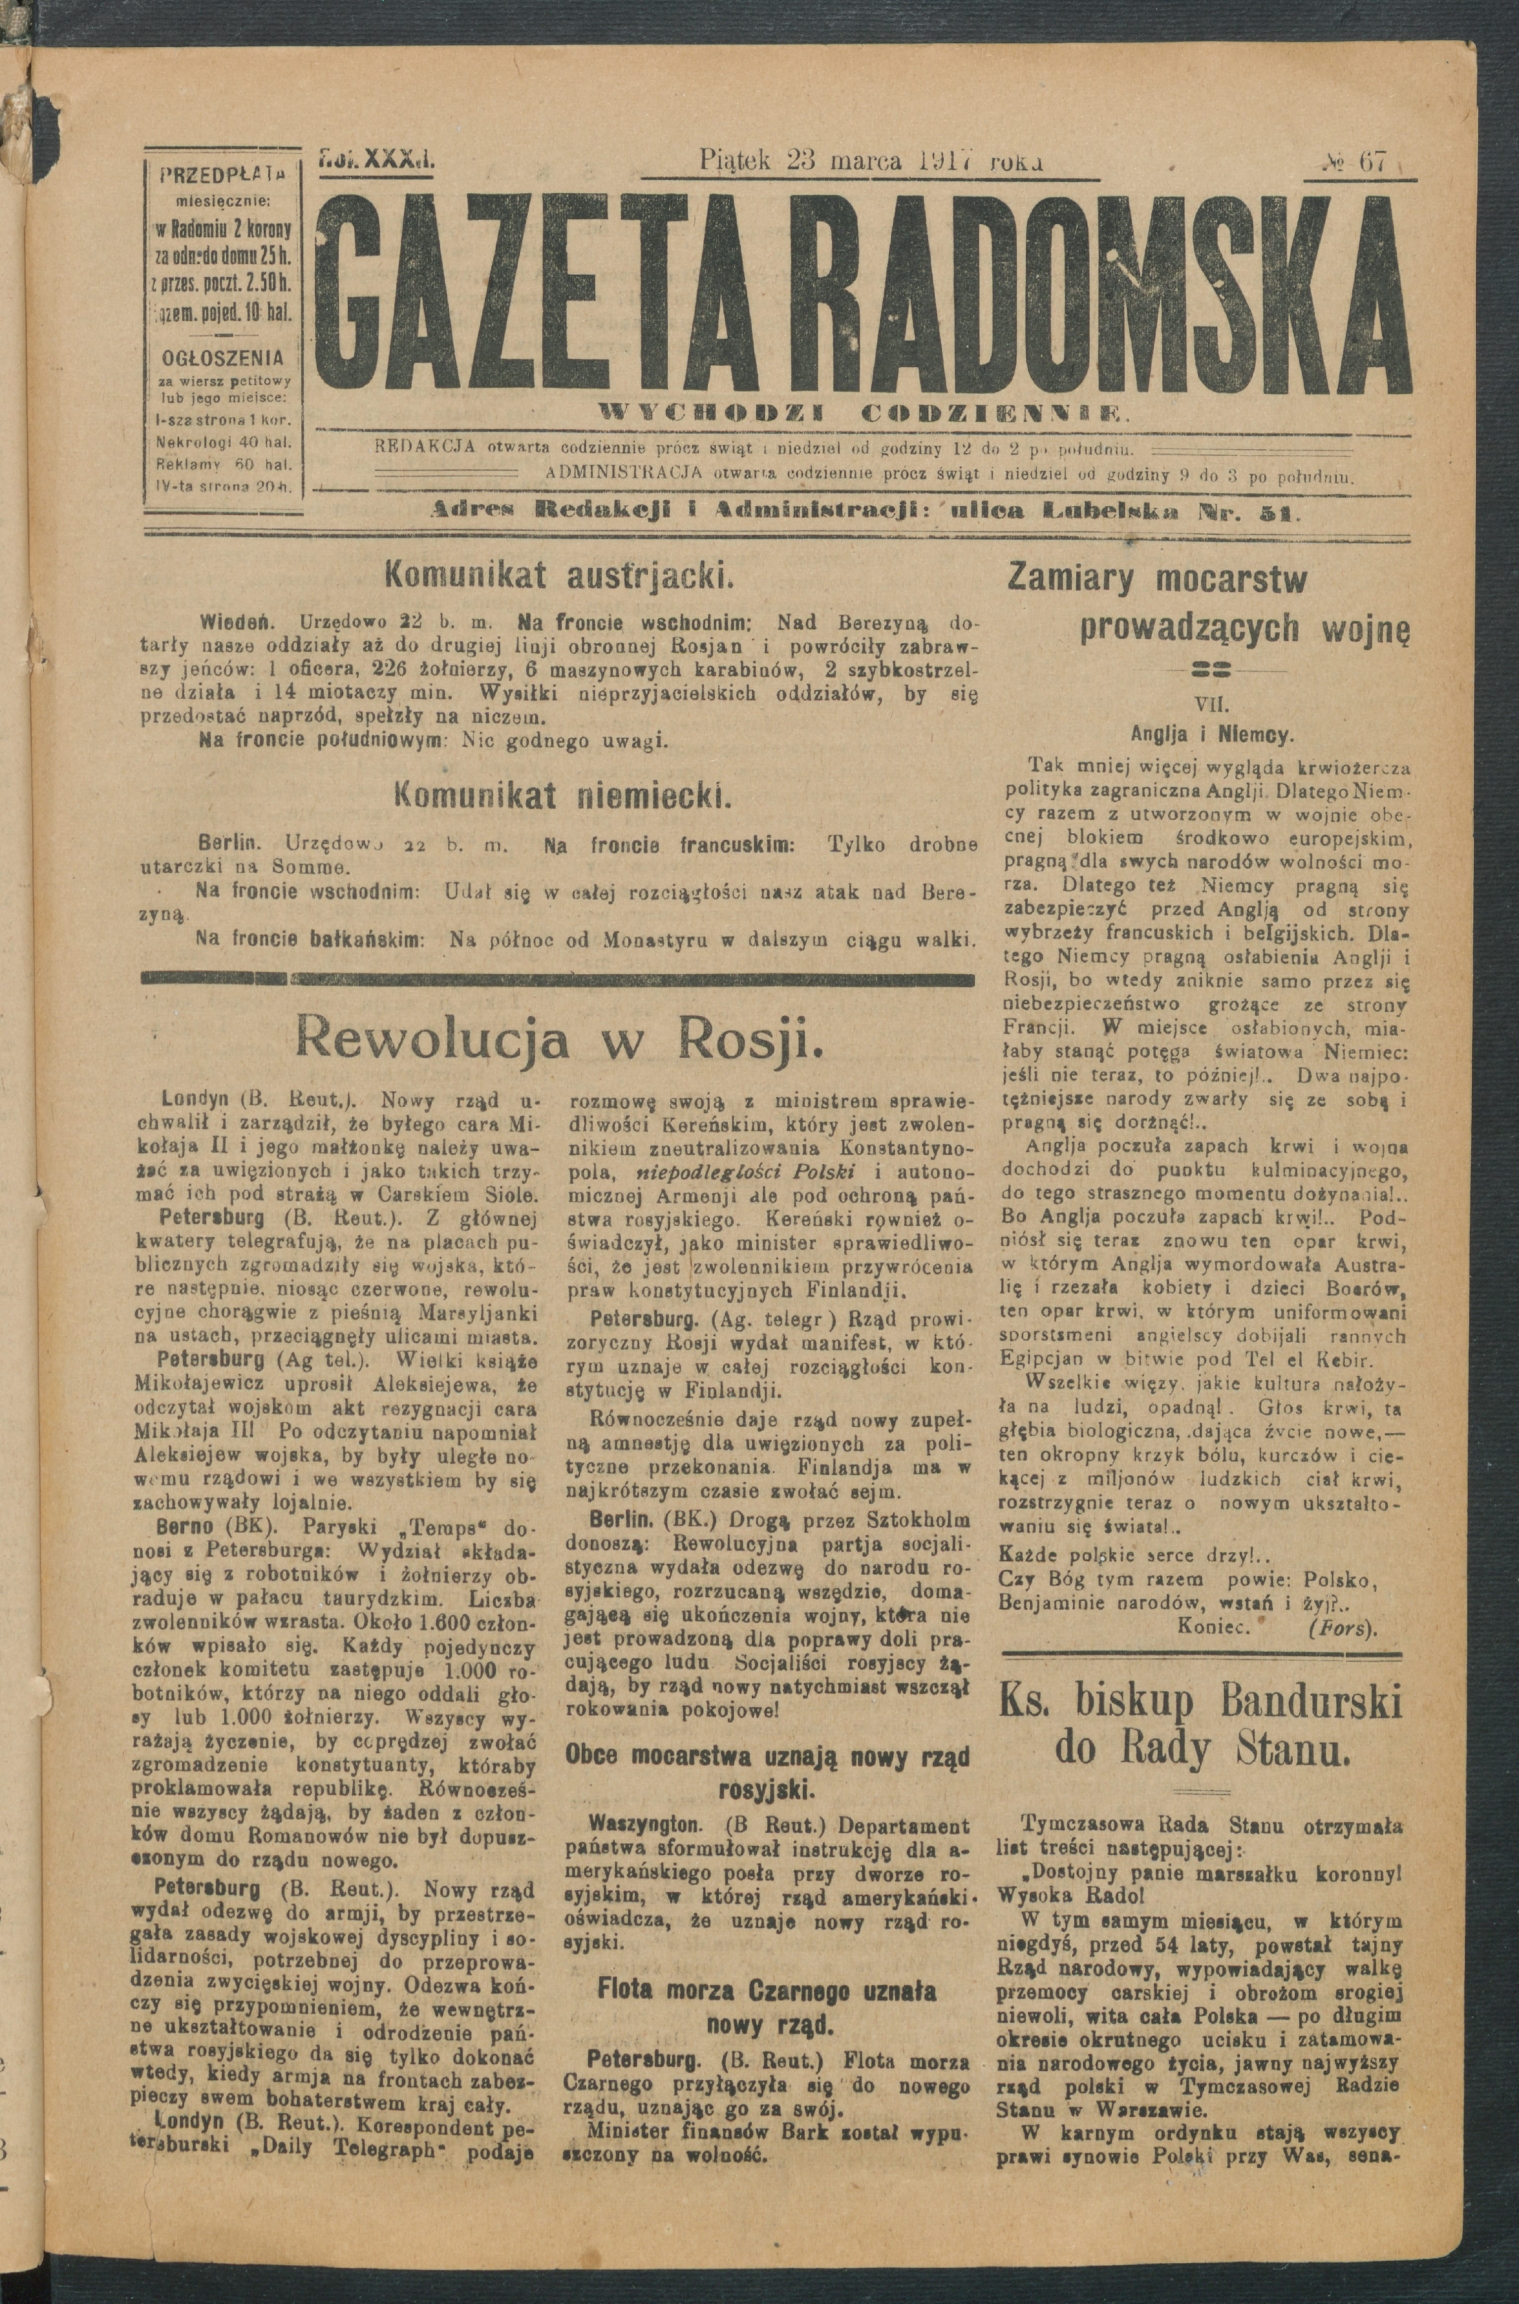 PRZEDPŁATA
miesięcznie:
w Radomiu 2 korony
za odn. do domu 25 h.
z przes. poczt. 2.50 h.
egzem. pojed. 10 hal.
OGŁOSZENIA
za wiersz petitowy
lub jego miejsce:
I-sza strona 1 kor.
Nekrologi 40 hal.
Reklamy 60 hal.
IV-ta strona 20 h.
Rok XXXII.
Piątek 23 marca 1917 roku
№ 67
GAZETA RADOMSKA
WYCHODZI CODZIENNIE.
REDAKCJA otwarta codziennie prócz świąt i niedziel od godziny 12 do 2 po południu.
ADMINISTRACJA otwarta codziennie prócz świąt i niedziel od godziny 9 do 3 po południu.
Adres Redakcji i Administracji: ulica Lubelska Nr. 51.
Komunikat austrjacki.
Wiedeń. Urzędowo 22 b. m. Na froncie wschodnim: Nad Berezyną do-
tarły nasze oddziały aż do drugiej linji obronnej Rosjan i powróciły zabraw-
szy jeńców: 1 oficera, 226 żołnierzy, 6 maszynowych karabinów, 2 szybkostrzel-
ne działa i 14 miotaczy min. Wysiłki nieprzyjacielskich oddziałów, by się
przedostać naprzód, spełzły na niczem.
Na froncie południowym: Nic godnego uwagi.
Komunikat niemiecki.
Berlin. Urzędowo 22 b. m. Na froncie francuskim: Tylko drobne
utarczki na Somme.
Na froncie wschodnim: Udał się w całej rozciągłości nasz atak nad Bere-
zyną.
Na froncie bałkańskim: Na północ od Monastyru w dalszym ciągu walki.
Rewolucja w Rosji.
Londyn (B. Reut.). Nowy rząd u-
chwalił i zarządził, że byłego cara Mi-
kołaja II i jego małżonkę należy uwa-
żać za uwięzionych i jako takich trzy-
mać ich pod strażą w Carskiem Siole.
Petersburg (B. Reut.). Z głównej
kwatery telegrafują, że na placach pu-
blicznych zgromadziły się wojska, któ-
re następnie, niosąc czerwone, rewolu-
cyjne chorągwie z pieśnią Marsyljanki
na ustach, przeciągnęły ulicami miasta.
Petersburg (Ag tel.). Wielki książe
Mikołajewicz uprosił Aleksiejewa, że
odczytał wojskom akt rezygnacji cara
Mikołaja III Po odczytaniu napomniał
Aleksiejew wojska, by były uległe no-
wemu rządowi i we wszystkiem by się
zachowywały lojalnie.
Berno (BK). Paryski „Temps“ do-
nosi z Petersburga: Wydział składa-
jący się z robotników i żołnierzy ob-
raduje w pałacu taurydzkim. Liczba
zwolenników wzrasta. Około 1.600 człon-
ków wpisało się. Każdy pojedynczy
członek komitetu zastępuje 1.000 ro-
botników, którzy na niego oddali gło-
sy lub 1.000 żołnierzy. Wszyscy wy-
rażają życzenie, by coprędzej zwołać
zgromadzenie konstytuanty, któraby
proklamowała republikę. Równocześ-
nie wszyscy żądają, by żaden z człon-
ków domu Romanowów nie był dopusz-
czonym do rządu nowego.
Petersburg (B. Reut.). Nowy rząd
wydał odezwę do armji, by przestrze-
gała zasady wojskowej dyscypliny i so-
lidarności, potrzebnej do przeprowa-
dzenia zwycięskiej wojny. Odezwa koń-
czy się przypomnieniem, że wewnętrz-
ne ukształtowanie i odrodzenie pań-
stwa rosyjskiego da się tylko dokonać
wtedy, kiedy armja na frontach zabez-
pieczy swem bohaterstwem kraj cały.
Londyn (B. Reut.). Korespondent pe-
tersburski „Daily Telegraph“ podaje
rozmowę swoją z ministrem sprawie-
dliwości Kereńskim, który jest zwolen-
nikiem zneutralizowania Konstantyno-
pola, niepodległości Polski i autono-
micznej Armenji ale pod ochroną pań-
stwa rosyjskiego. Kereński również o-
świadczył, jako minister sprawiedliwo-
ści, że jest zwolennikiem przywrócenia
praw konstytucyjnych Finlandji.
Petersburg. (Ag. telegr) Rząd prowi-
zoryczny Rosji wydał manifest, w któ-
rym uznaje w całej rozciągłości kon-
stytucję w Finlandji.
Równocześnie daje rząd nowy zupeł-
ną amnestję dla uwięzionych za poli-
tyczne przekonania. Finlandja ma w
najkrótszym czasie zwołać sejm.
Berlin. (BK.) Drogą przez Sztokholm
donoszą: Rewolucyjna partja socjali-
styczna wydała odezwę do narodu ro-
syjskiego, rozrzucaną wszędzie, doma-
gającą się ukończenia wojny, która nie
jest prowadzoną dla poprawy doli pra-
cującego ludu Socjaliści rosyjscy żą-
dają, by rząd nowy natychmiast wszczął
rokowania pokojowe!
Obce mocarstwa uznają nowy rząd
rosyjski.
Waszyngton. (B Reut.) Departament
państwa sformułował instrukcję dla a-
merykańskiego posła przy dworze ro-
syjskim, w której rząd amerykański
oświadcza, że uznaje nowy rząd ro-
syjski.
Flota morza Czarnego uznała
nowy rząd.
Petersburg. (B. Reut.) Flota morza
Czarnego przyłączyła się do nowego
rządu, uznając go za swój.
Minister finansów Bark został wypu-
szczony na wolność.
Zamiary mocarstw
prowadzących wojnę
VII.
Anglja i Niemcy.
Tak mniej więcej wygląda krwiożercza
polityka zagraniczna Anglji. Dlatego Niem-
cy razem z utworzonym w wojnie obe-
cnej blokiem środkowo europejskim,
pragną dla swych narodów wolności mo-
rza. Dlatego też Niemcy pragną się
zabezpieczyć przed Anglją od strony
wybrzeży francuskich i belgijskich. Dla-
tego Niemcy pragną osłabienia Anglji i
Rosji, bo wtedy zniknie samo przez się
niebezpieczeństwo grożące ze strony
Francji. W miejsce osłabionych, mia-
łaby stanąć potęga światowa Niemiec:
jeśli nie teraz, to później!.. Dwa najpo-
tężniejsze narody zwarły się ze sobą i
pragną się dorżnąć!..
Anglja poczuła zapach krwi i wojna
dochodzi do punktu kulminacyjnego,
do tego strasznego momentu dożynania!..
Bo Anglja poczuła zapach krwi!.. Pod-
niósł się teraz znowu ten opar krwi,
w którym Anglja wymordowała Austra-
lię i rzezała kobiety i dzieci Boerów,
ten opar krwi, w którym uniformowani
sporstsmeni angielscy dobijali rannych
Egipcjan w bitwie pod Tel el Kebir.
Wszelkie więzy, jakie kultura nałoży-
ła na ludzi, opadną!. Głos krwi, ta
głębia biologiczna, dająca życie nowe,—
ten okropny krzyk bólu, kurczów i cie-
kącej z miljonów ludzkich ciał krwi,
rozstrzygnie teraz o nowym ukształto-
waniu się świata!..
Każde polskie serce drży!..
Czy Bóg tym razem powie: Polsko,
Benjaminie narodów, wstań i żyj?..
Koniec. (Fors).
Ks. biskup Bandurski
do Rady Stanu.
Tymczasowa Rada Stanu otrzymała
list treści następującej:
„Dostojny panie marszałku koronny!
Wysoka Rado!
W tym samym miesiącu, w którym
niegdyś, przed 54 laty, powstał tajny
Rząd narodowy, wypowiadający walkę
przemocy carskiej i obrożom srogiej
niewoli, wita cała Polska — po długim
okresie okrutnego ucisku i zatamowa-
nia narodowego życia, jawny najwyższy
rząd polski w Tymczasowej Radzie
Stanu w Warszawie.
W karnym ordynku stają wszyscy
prawi synowie Polski przy Was, sena-